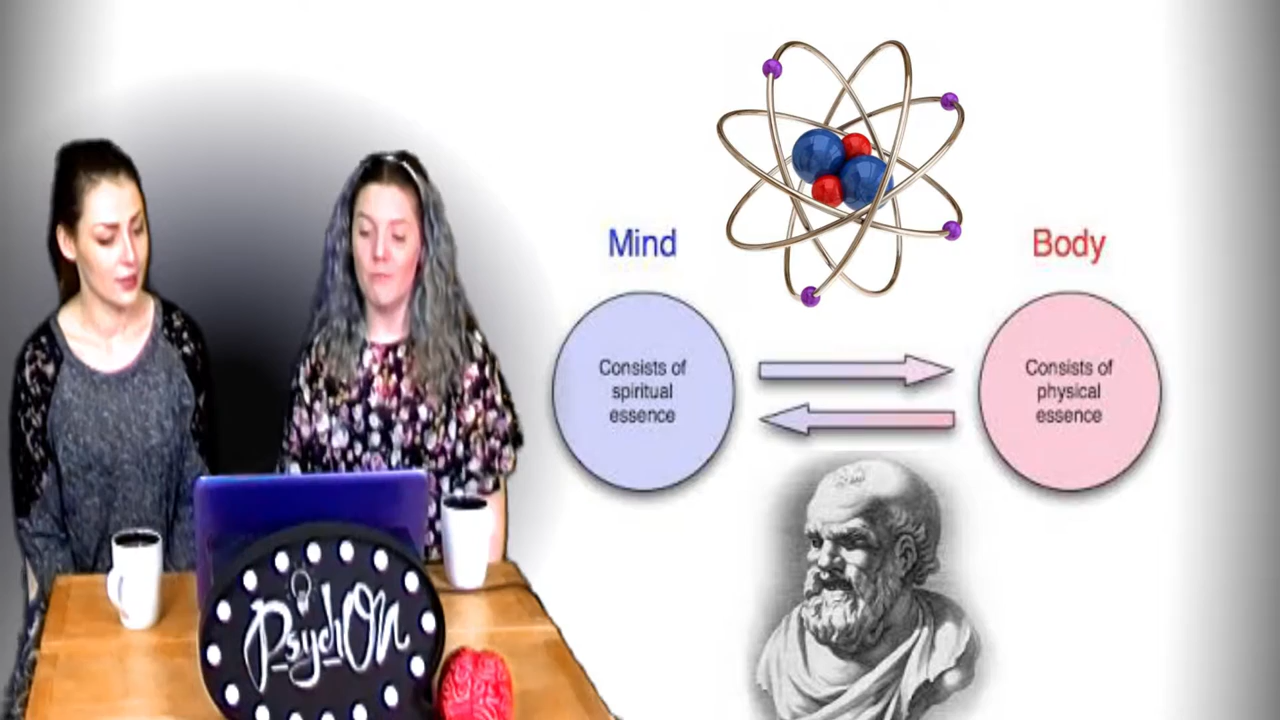 Mind
Body
Consists of
spiritual
essence
Consists of
physical
essence
PsychON